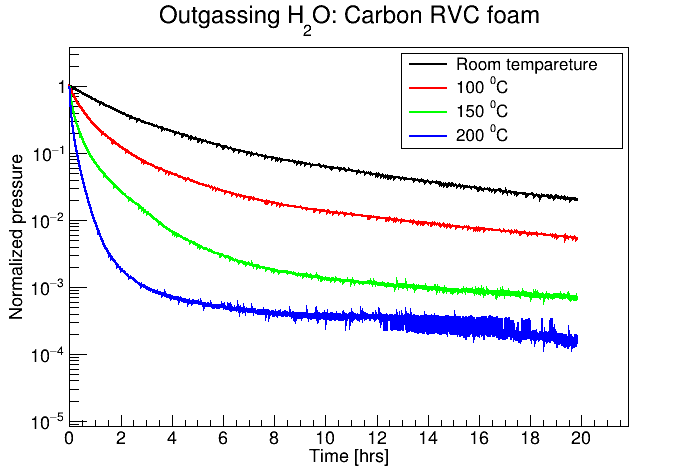 Outgassing H₂O: Carbon RVC foam
Room tempareture
100 ⁰C
150 ⁰C
200 ⁰C
Normalized pressure
1
10⁻¹
10⁻²
10⁻³
10⁻⁴
10⁻⁵
0 2 4 6 8 10 12 14 16 18 20
Time [hrs]